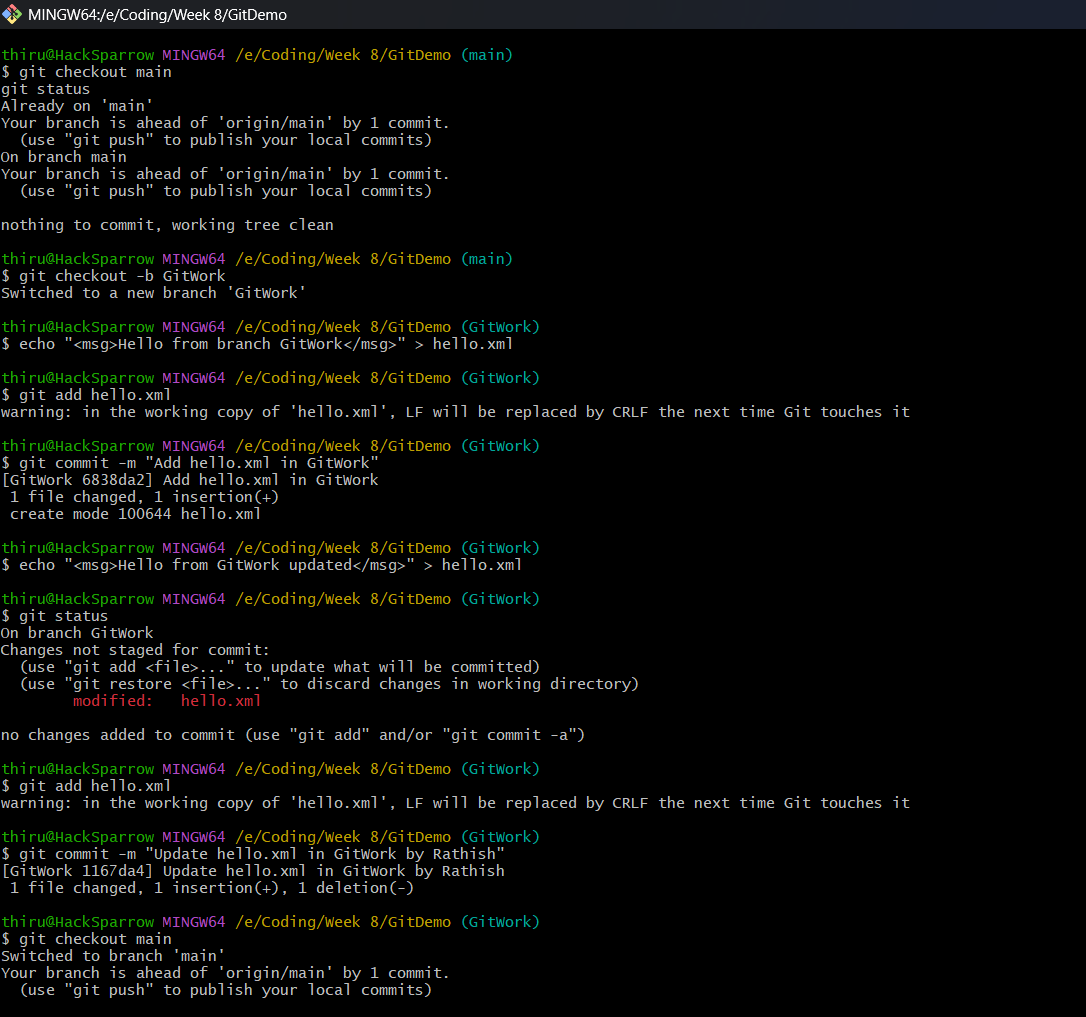 MINGW64:/e/Coding/Week 8/GitDemo
thiru@HackSparrow MINGW64 /e/Coding/Week 8/GitDemo (main)
$ git checkout main
git status
Already on 'main'
Your branch is ahead of 'origin/main' by 1 commit.
  (use "git push" to publish your local commits)
On branch main
Your branch is ahead of 'origin/main' by 1 commit.
  (use "git push" to publish your local commits)

nothing to commit, working tree clean

thiru@HackSparrow MINGW64 /e/Coding/Week 8/GitDemo (main)
$ git checkout -b GitWork
Switched to a new branch 'GitWork'

thiru@HackSparrow MINGW64 /e/Coding/Week 8/GitDemo (GitWork)
$ echo "<msg>Hello from branch GitWork</msg>" > hello.xml

thiru@HackSparrow MINGW64 /e/Coding/Week 8/GitDemo (GitWork)
$ git add hello.xml
warning: in the working copy of 'hello.xml', LF will be replaced by CRLF the next time Git touches it

thiru@HackSparrow MINGW64 /e/Coding/Week 8/GitDemo (GitWork)
$ git commit -m "Add hello.xml in GitWork"
[GitWork 6838da2] Add hello.xml in GitWork
 1 file changed, 1 insertion(+)
 create mode 100644 hello.xml

thiru@HackSparrow MINGW64 /e/Coding/Week 8/GitDemo (GitWork)
$ echo "<msg>Hello from GitWork updated</msg>" > hello.xml

thiru@HackSparrow MINGW64 /e/Coding/Week 8/GitDemo (GitWork)
$ git status
On branch GitWork
Changes not staged for commit:
  (use "git add <file>..." to update what will be committed)
  (use "git restore <file>..." to discard changes in working directory)
        modified:   hello.xml

no changes added to commit (use "git add" and/or "git commit -a")

thiru@HackSparrow MINGW64 /e/Coding/Week 8/GitDemo (GitWork)
$ git add hello.xml
warning: in the working copy of 'hello.xml', LF will be replaced by CRLF the next time Git touches it

thiru@HackSparrow MINGW64 /e/Coding/Week 8/GitDemo (GitWork)
$ git commit -m "Update hello.xml in GitWork by Rathish"
[GitWork 1167da4] Update hello.xml in GitWork by Rathish
 1 file changed, 1 insertion(+), 1 deletion(-)

thiru@HackSparrow MINGW64 /e/Coding/Week 8/GitDemo (GitWork)
$ git checkout main
Switched to branch 'main'
Your branch is ahead of 'origin/main' by 1 commit.
  (use "git push" to publish your local commits)